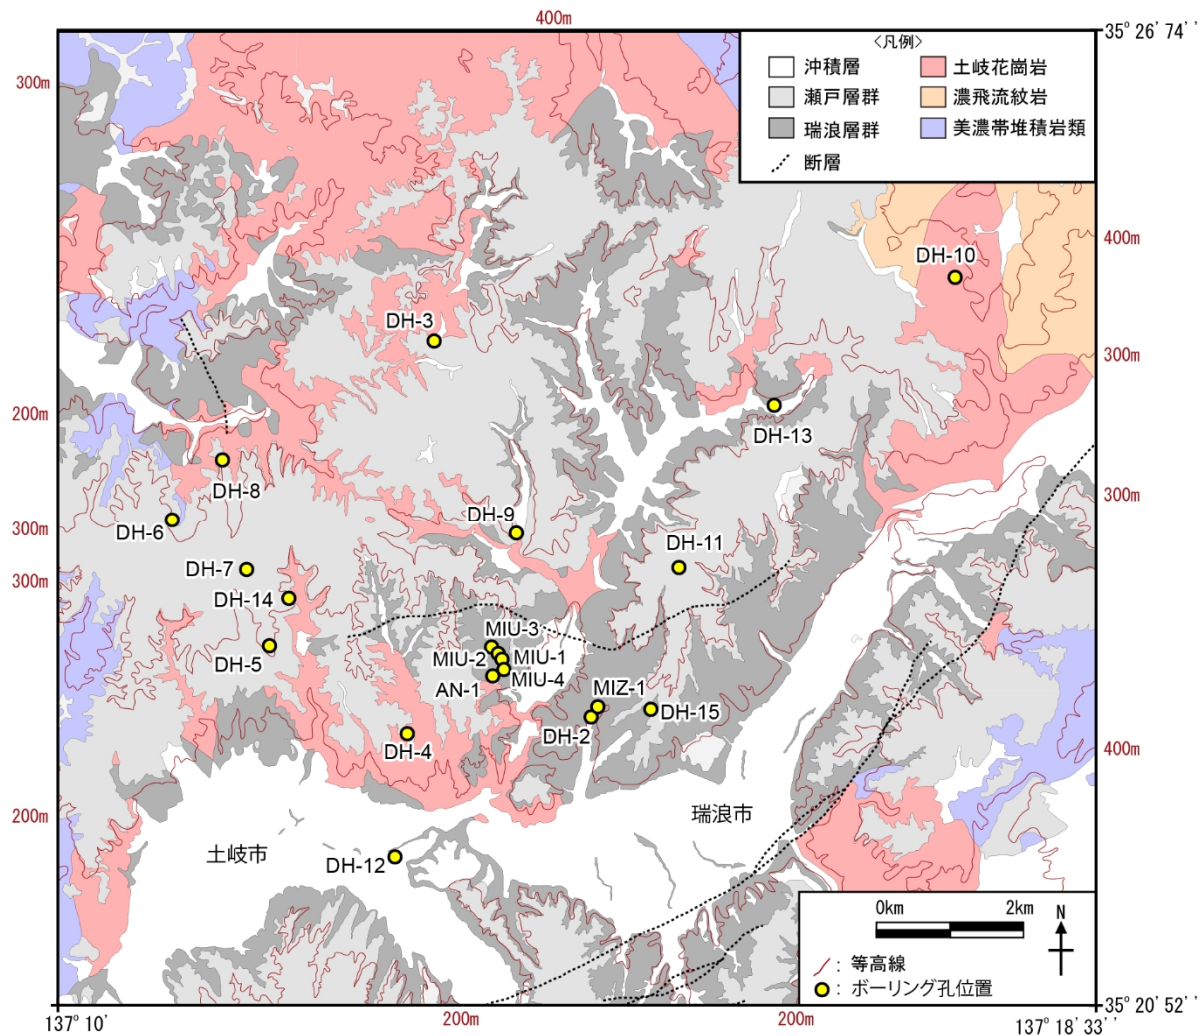 400m
35° 26' 74''
〈凡例〉
沖積層
土岐花崗岩
瀬戸層群
濃飛流紋岩
瑞浪層群
美濃帯堆積岩類
断層
300m
400m
DH-10
DH-3
300m
200m
DH-13
DH-8
300m
DH-6
DH-9
300m
DH-11
300m
DH-7
DH-14
MIU-3
DH-5
MIU-2
MIU-1
AN-1
MIU-4
MIZ-1
DH-15
DH-2
DH-4
400m
200m
瑞浪市
土岐市
DH-12
0km
2km
N
: 等高線
: ボーリング孔位置
35° 20' 52''
137° 10'
200m
200m
137° 18' 33''